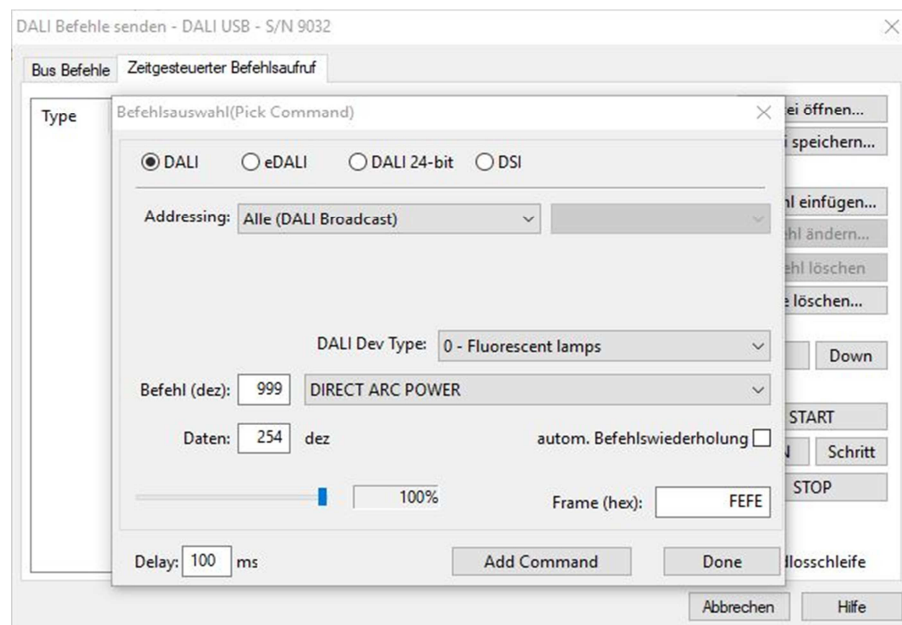 DALI Befehle senden - DALI USB - S/N 9032
Bus Befehle Zeitgesteuerter Befehlsaufruf
Type
Befehlsauswahl(Pick Command)
ei öffnen...
i speichern...
DALI eDALI DALI 24-bit DSI
Addressing: Alle (DALI Broadcast)
hl einfügen...
ehl ändern...
ehl löschen
e löschen...
DALI Dev Type: 0 - Fluorescent lamps
Down
Befehl (dez): 999 DIRECT ARC POWER
START
Daten: 254 dez autom. Befehlswiederholung
Schritt
STOP
100% Frame (hex): FEFE
Delay: 100 ms Add Command Done
dlosschleife
Abbrechen Hilfe